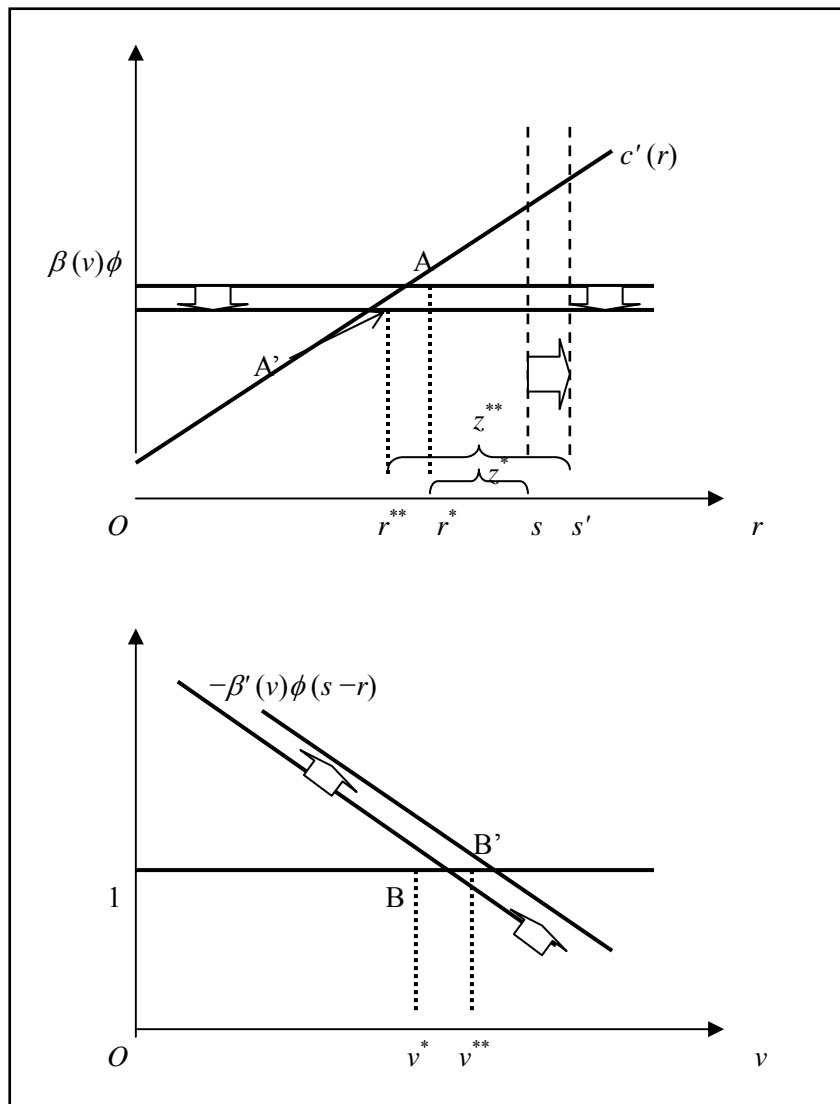 c′(r)
β(v)ϕ
A
A’
z**
z*
O r** r* s s′ r
−β′(v)ϕ(s−r)
B’
1 B
O v* v** v